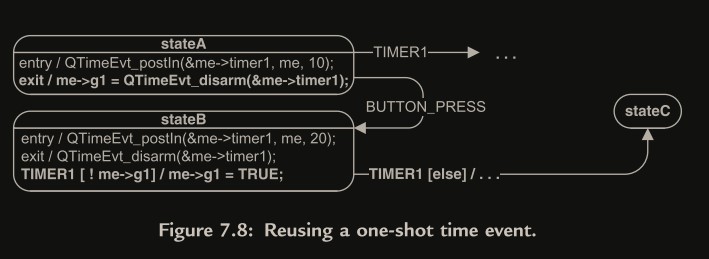 stateA
entry / QTimeEvt_postIn(&me->timer1, me, 10);
exit / me->g1 = QTimeEvt_disarm(&me->timer1);
TIMER1
...
BUTTON_PRESS
stateB
entry / QTimeEvt_postIn(&me->timer1, me, 20);
exit / QTimeEvt_disarm(&me->timer1);
TIMER1 [ ! me->g1] / me->g1 = TRUE;
TIMER1 [else] / . . .
stateC
Figure 7.8: Reusing a one-shot time event.